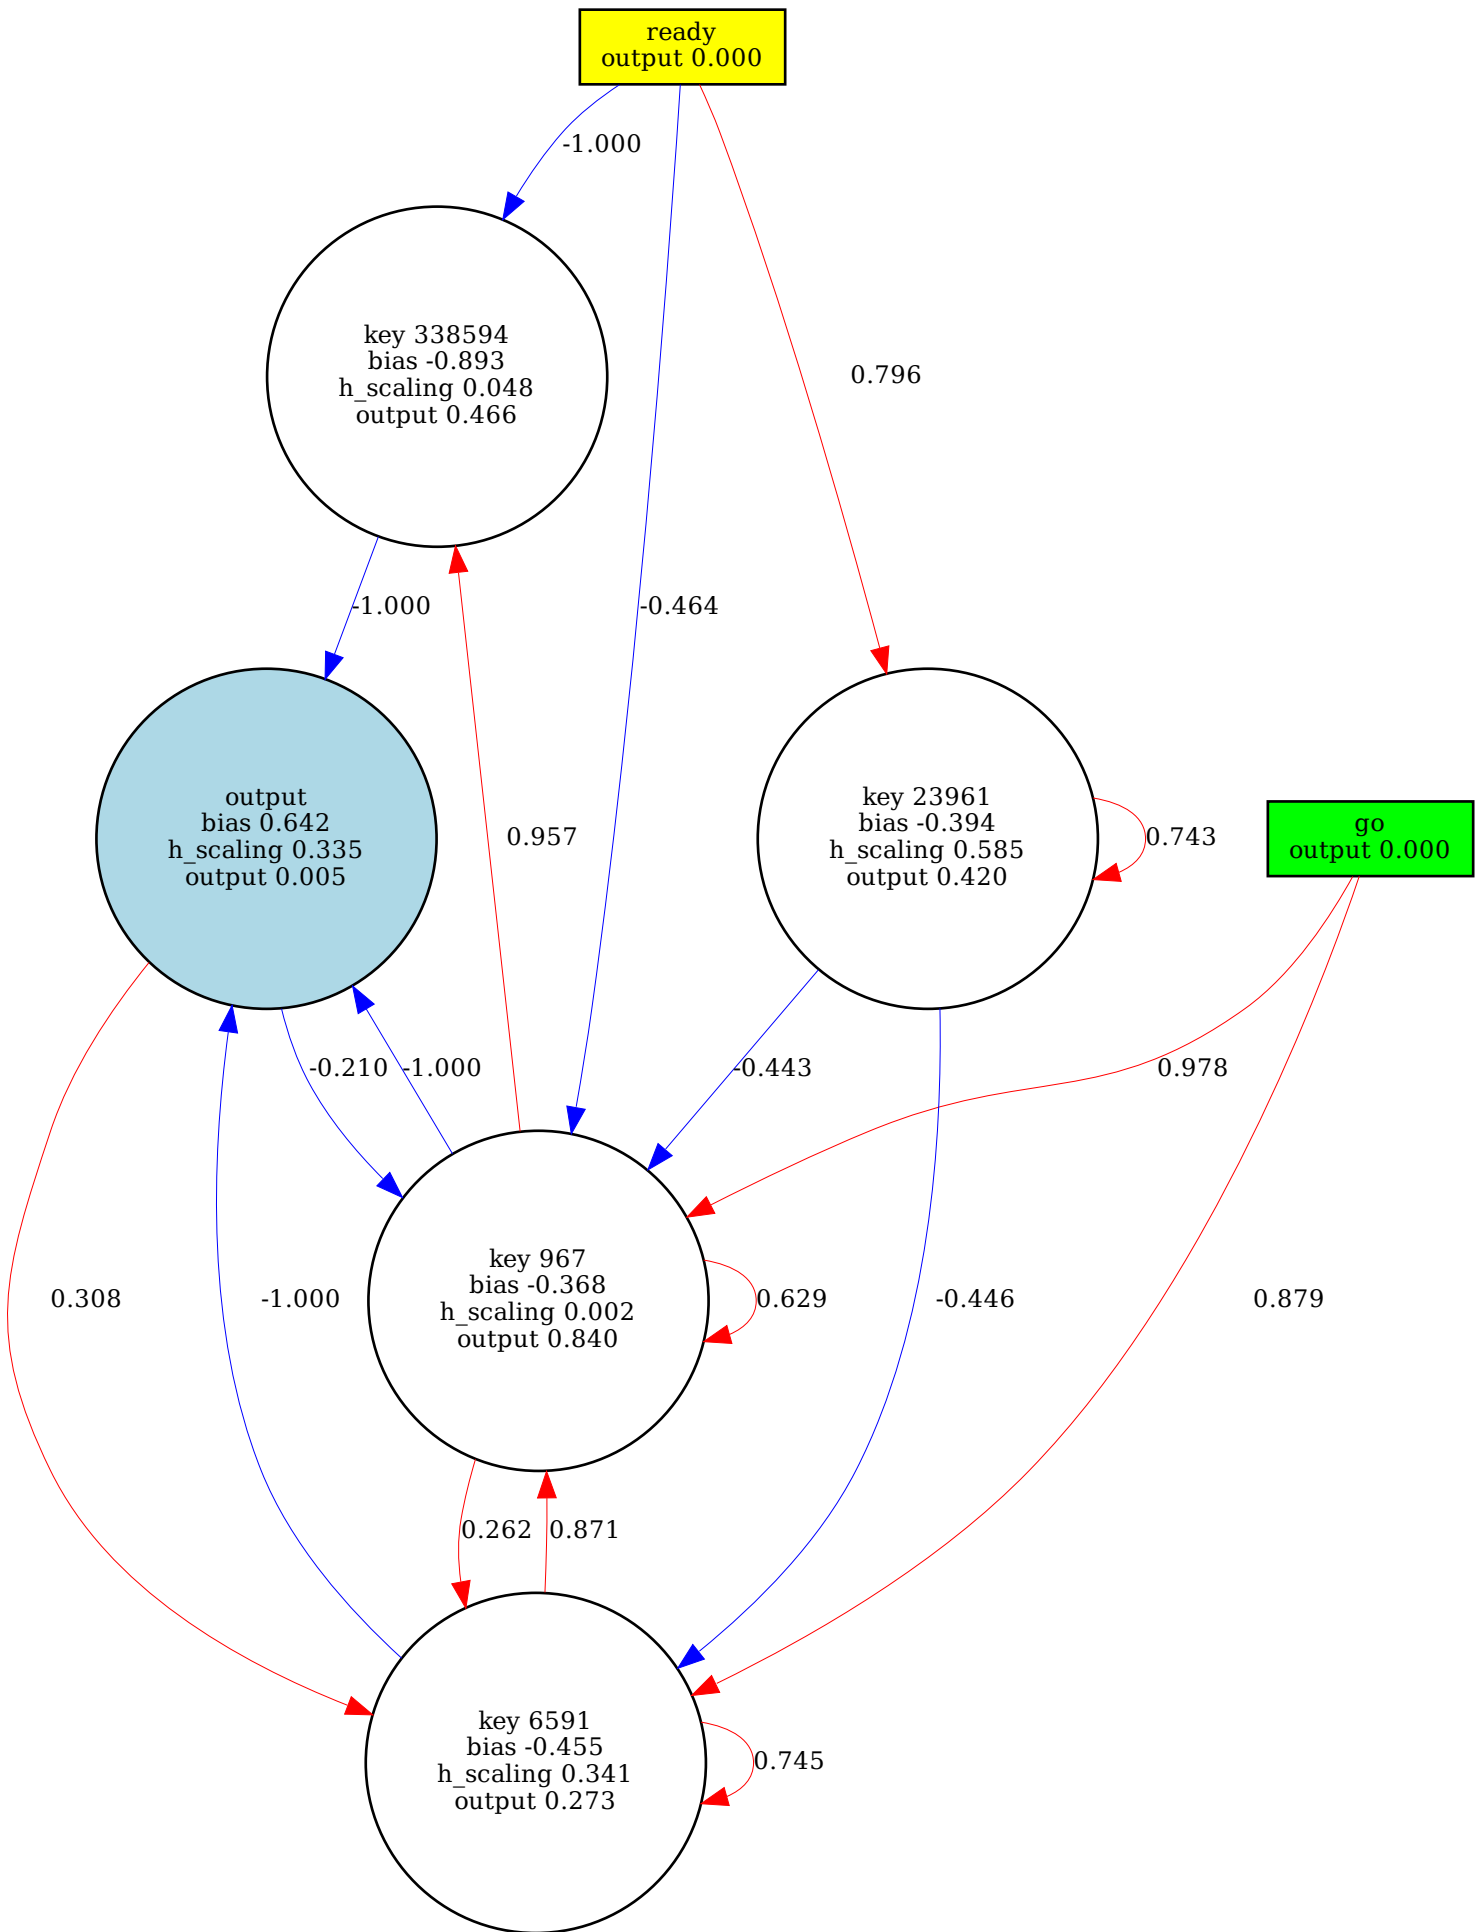 ready
output 0.000
-1.000
key 338594
bias -0.893
h_scaling 0.048
output 0.466
0.796
-1.000
-0.464
output
bias 0.642
h_scaling 0.335
output 0.005
0.957
key 23961
bias -0.394
h_scaling 0.585
output 0.420
0.743
go
output 0.000
-0.210
-1.000
-0.443
0.978
key 967
bias -0.368
h_scaling 0.002
output 0.840
0.308
-1.000
0.629
-0.446
0.879
0.262
0.871
key 6591
bias -0.455
h_scaling 0.341
output 0.273
0.745